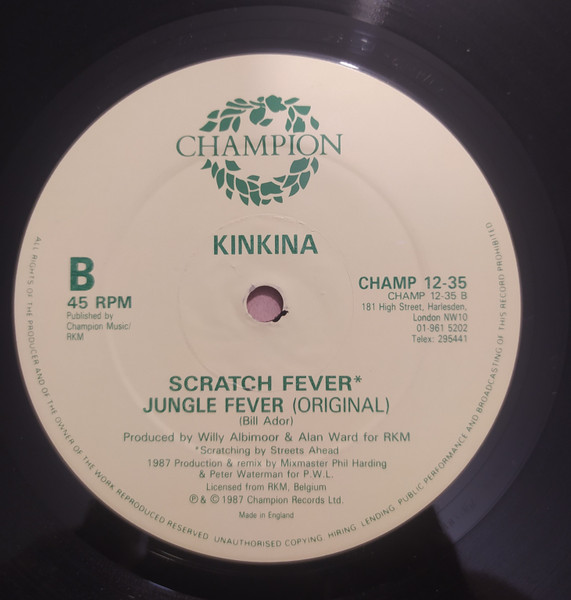 CHAMPION
KINKINA
B
45 RPM
Published by
Champion Music/
RKM
CHAMP 12-35
CHAMP 12-35 B
181 High Street, Harlesden,
London NW10
01-961 5202
Telex: 295441
SCRATCH FEVER*
JUNGLE FEVER (ORIGINAL)
(Bill Ador)
Produced by Willy Albimoor & Alan Ward for RKM
*Scratching by Streets Ahead
1987 Production & remix by Mixmaster Phil Harding
& Peter Waterman for P.W.L.
Licensed from RKM, Belgium
℗ & © 1987 Champion Records Ltd.
Made in England
ALL RIGHTS OF THE PRODUCER AND OF THE OWNER OF THE WORK REPRODUCED RESERVED. UNAUTHORISED COPYING, HIRING, LENDING, PUBLIC PERFORMANCE AND BROADCASTING OF THIS RECORD PROHIBITED